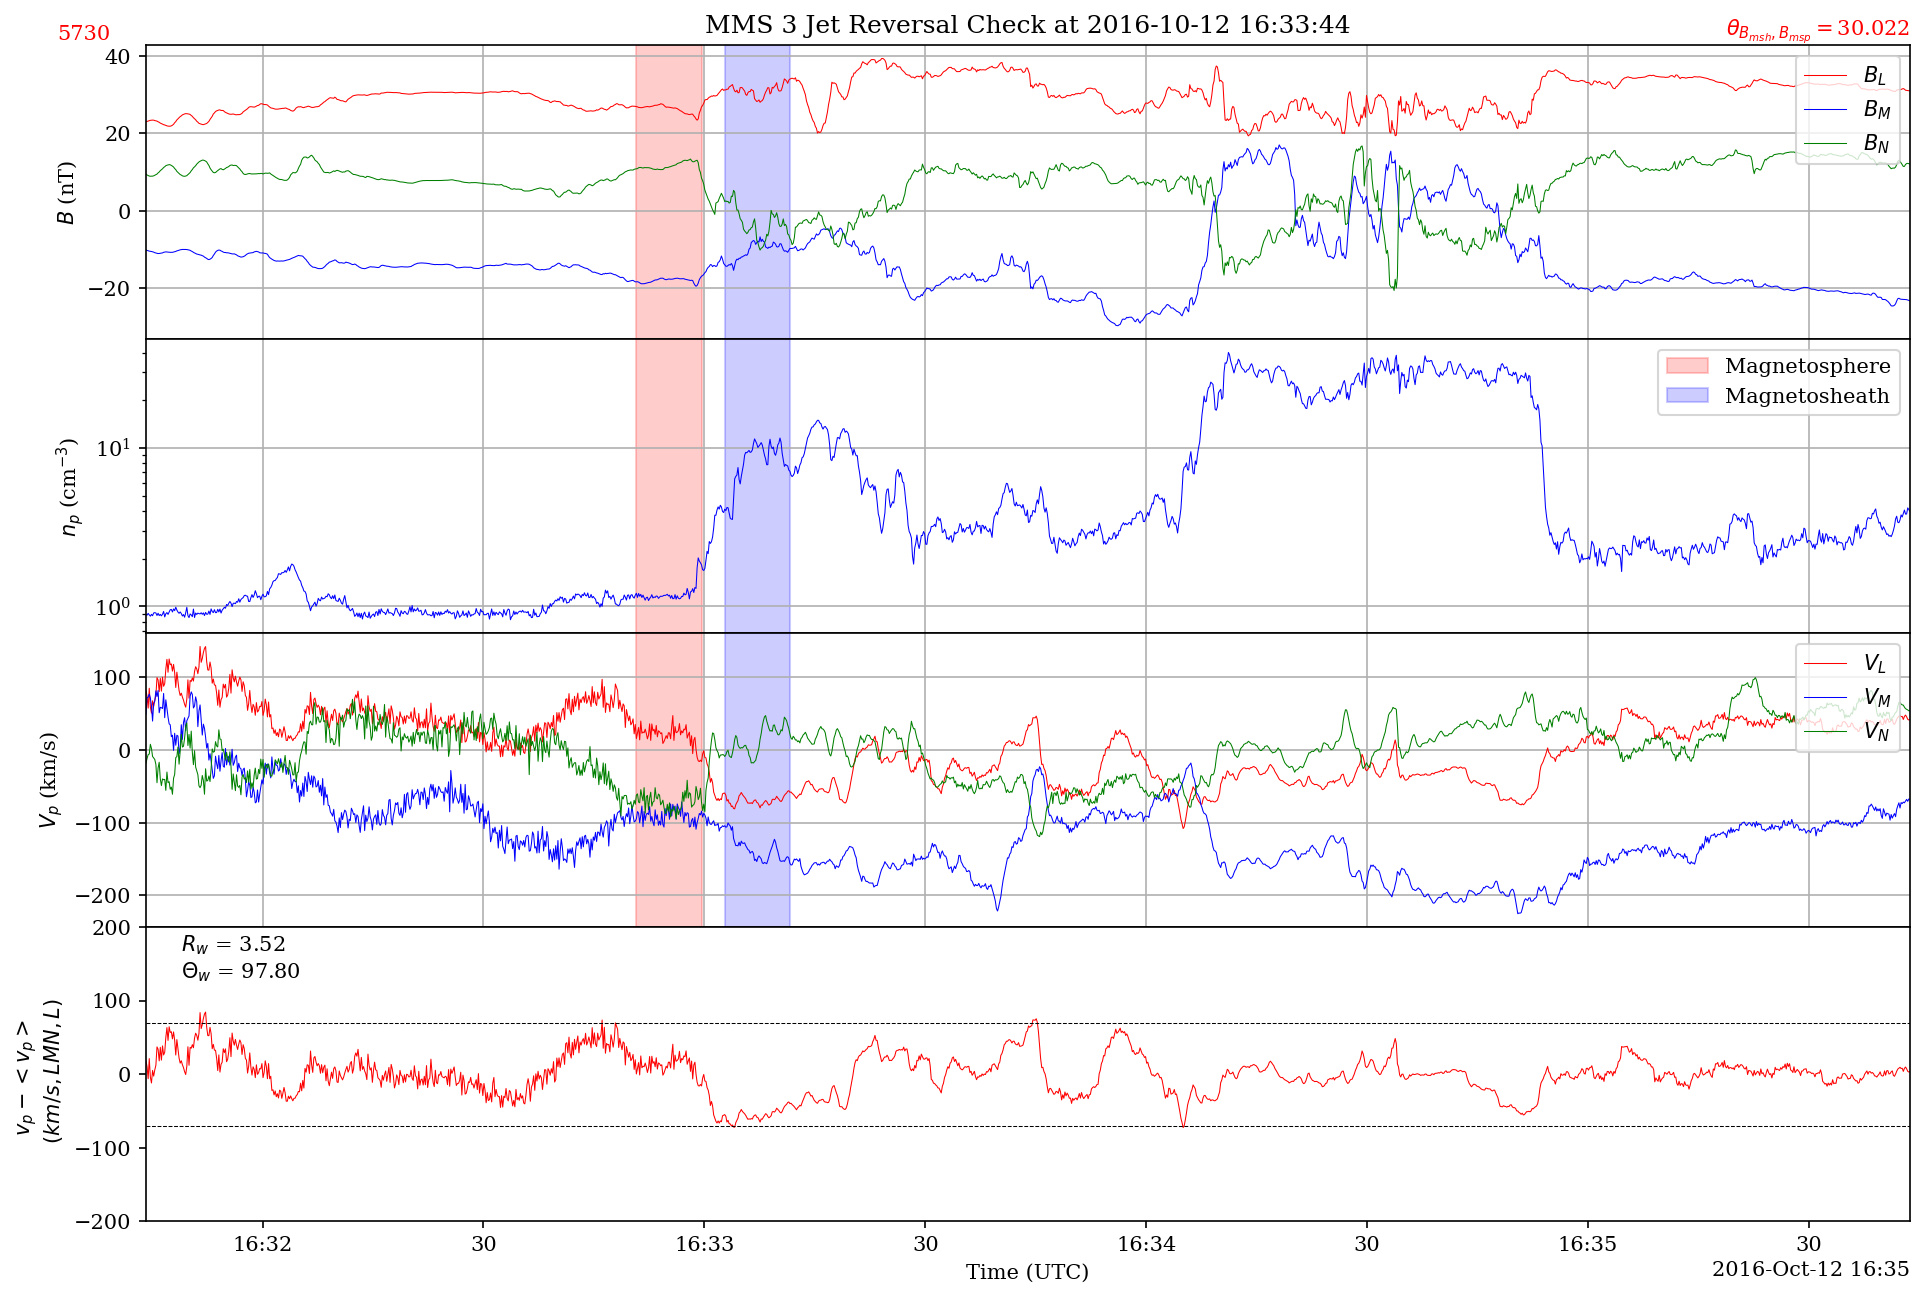 MMS 3 Jet Reversal Check at 2016-10-12 16:33:44
5730
θ_{B_{msh}, B_{msp}} = 30.022
40
20
0
−20
B (nT)
B_L
B_M
B_N
10¹
10⁰
n_p (cm⁻³)
Magnetosphere
Magnetosheath
100
0
−100
−200
V_p (km/s)
V_L
V_M
V_N
200
100
0
−100
−200
v_p − < v_p >
(km/s, LMN, L)
R_w = 3.52
Θ_w = 97.80
16:32
30
16:33
30
16:34
30
16:35
30
Time (UTC)
2016-Oct-12 16:35